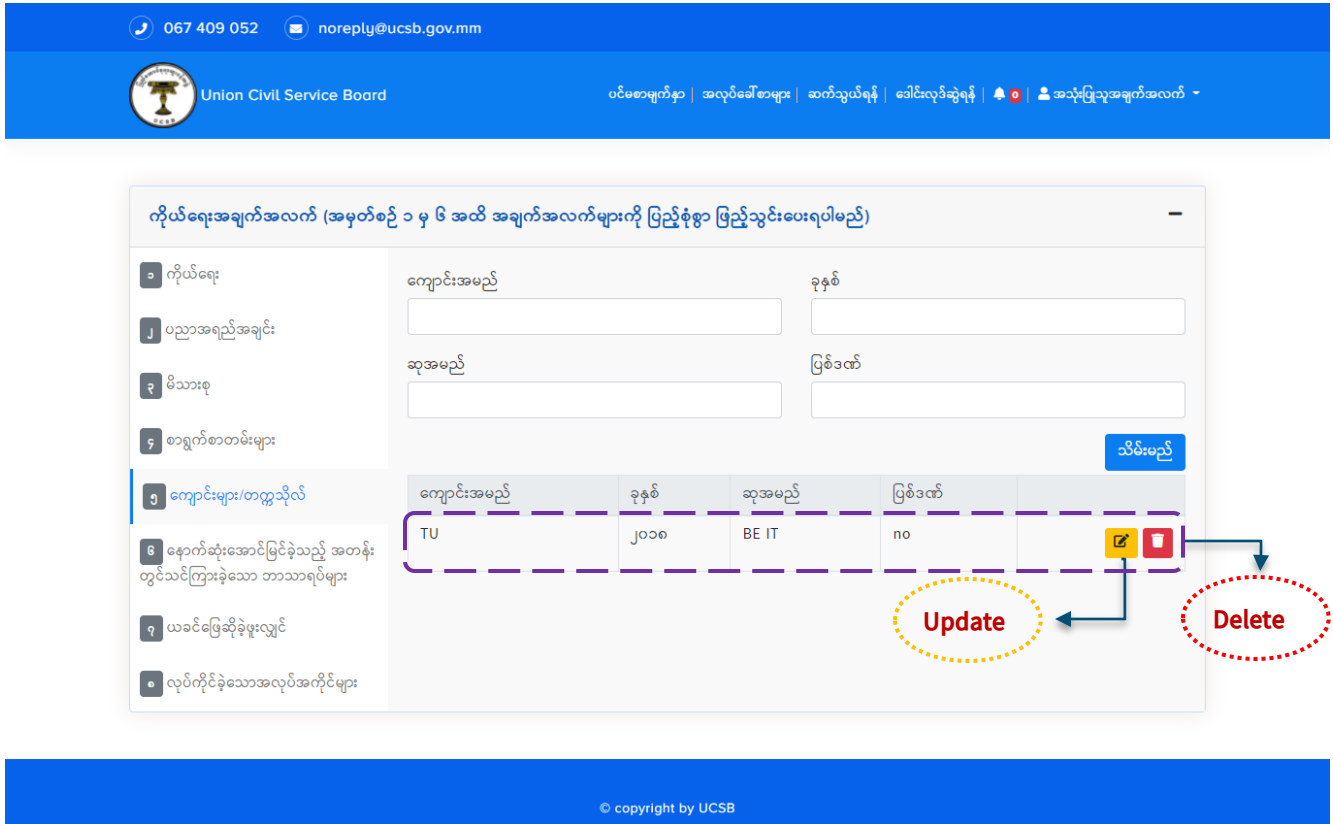 067 409 052 noreply@ucsb.gov.mm
Union Civil Service Board
ပင်မစာမျက်နှာ | အလုပ်ခေါ်စာများ | ဆက်သွယ်ရန် | ဒေါင်းလုဒ်ဆွဲရန် | 0 | အသုံးပြုသူအချက်အလက်
ကိုယ်ရေးအချက်အလက် (အမှတ်စဉ် ၁ မှ ၆ အထိ အချက်အလက်များကို ပြည့်စုံစွာ ဖြည့်သွင်းပေးရပါမည်)
၁ ကိုယ်ရေး
၂ ပညာအရည်အချင်း
၃ မိသားစု
၄ စာရွက်စာတမ်းများ
၅ ကျောင်းများ/တက္ကသိုလ်
၆ နောက်ဆုံးအောင်မြင်ခဲ့သည့် အတန်း
တွင်သင်ကြားခဲ့သော ဘာသာရပ်များ
၇ ယခင်ဖြေဆိုခဲ့ဖူးလျှင်
၈ လုပ်ကိုင်ခဲ့သောအလုပ်အကိုင်များ
ကျောင်းအမည် ခုနှစ်
ဆုအမည် ပြစ်ဒဏ်
သိမ်းမည်
ကျောင်းအမည် ခုနှစ် ဆုအမည် ပြစ်ဒဏ်
TU ၂၀၁၈ BE IT no
Update Delete
© copyright by UCSB
UCSB